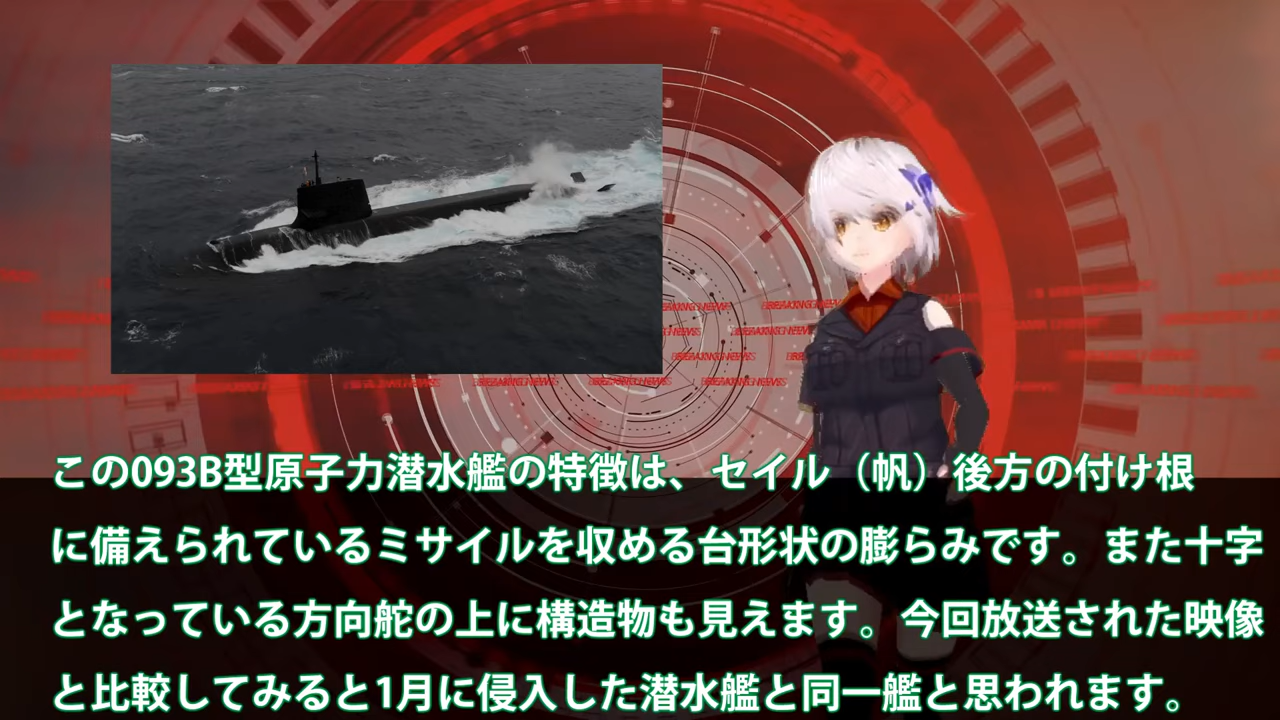 BREAKING NEWS
この093B型原子力潜水艦の特徴は、セイル（帆）後方の付け根
に備えられているミサイルを収める台形状の膨らみです。また十字
となっている方向舵の上に構造物も見えます。今回放送された映像
と比較してみると1月に侵入した潜水艦と同一艦と思われます。